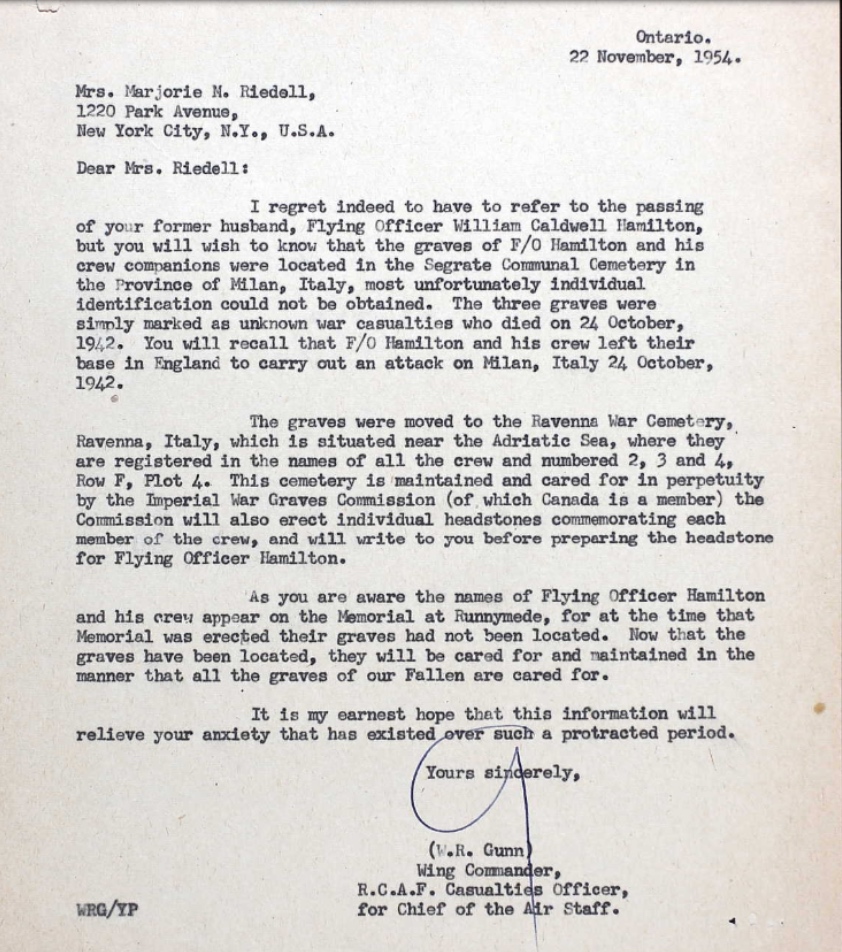 Ontario.
22 November, 1954.
Mrs. Marjorie N. Riedell,
1220 Park Avenue,
New York City, N.Y., U.S.A.
Dear Mrs. Riedell:
I regret indeed to have to refer to the passing
of your former husband, Flying Officer William Caldwell Hamilton,
but you will wish to know that the graves of F/O Hamilton and his
crew companions were located in the Segrate Communal Cemetery in
the Province of Milan, Italy, most unfortunately individual
identification could not be obtained. The three graves were
simply marked as unknown war casualties who died on 24 October,
1942. You will recall that F/O Hamilton and his crew left their
base in England to carry out an attack on Milan, Italy 24 October,
1942.
The graves were moved to the Ravenna War Cemetery,
Ravenna, Italy, which is situated near the Adriatic Sea, where they
are registered in the names of all the crew and numbered 2, 3 and 4,
Row F, Plot 4. This cemetery is maintained and cared for in perpetuity
by the Imperial War Graves Commission (of which Canada is a member) the
Commission will also erect individual headstones commemorating each
member of the crew, and will write to you before preparing the headstone
for Flying Officer Hamilton.
As you are aware the names of Flying Officer Hamilton
and his crew appear on the Memorial at Runnymede, for at the time that
Memorial was erected their graves had not been located. Now that the
graves have been located, they will be cared for and maintained in the
manner that all the graves of our Fallen are cared for.
It is my earnest hope that this information will
relieve your anxiety that has existed over such a protracted period.
Yours sincerely,
(W.R. Gunn)
Wing Commander,
R.C.A.F. Casualties Officer,
for Chief of the Air Staff.
WRG/YP